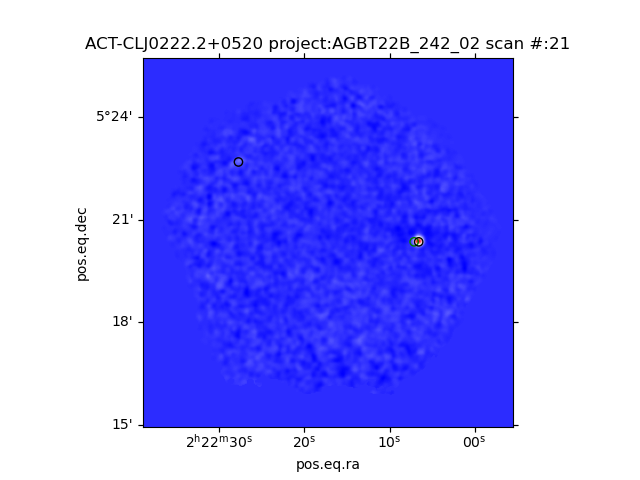 ACT-CLJ0222.2+0520 project:AGBT22B_242_02 scan #:21
5°24'
21'
18'
15'
pos.eq.dec
2ʰ22ᵐ30ˢ 20ˢ 10ˢ 00ˢ
pos.eq.ra